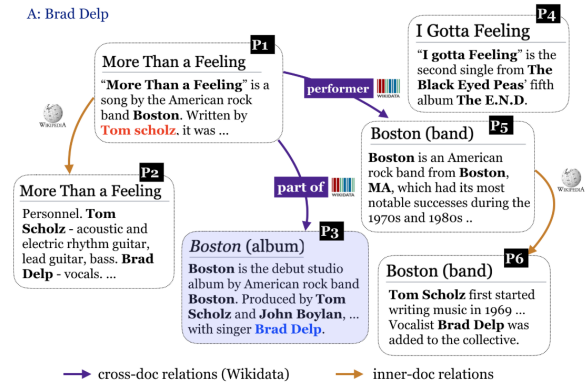 A: Brad Delp
P1
More Than a Feeling
“More Than a Feeling” is a
song by the American rock
band Boston. Written by
Tom scholz. it was ...
P4
I Gotta Feeling
“I gotta Feeling” is the
second single from The
Black Eyed Peas’ fifth
album The E.N.D.
performer
WIKIDATA
WIKIPEDIA
P5
Boston (band)
Boston is an American
rock band from Boston,
MA, which had its most
notable successes during the
1970s and 1980s ..
WIKIPEDIA
P2
More Than a Feeling
Personnel. Tom
Scholz - acoustic and
electric rhythm guitar,
lead guitar, bass. Brad
Delp - vocals. ...
part of
WIKIDATA
P3
Boston (album)
Boston is the debut studio
album by American rock band
Boston. Produced by Tom
Scholz and John Boylan, ...
with singer Brad Delp.
P6
Boston (band)
Tom Scholz first started
writing music in 1969 ...
Vocalist Brad Delp was
added to the collective.
cross-doc relations (Wikidata)
inner-doc relations